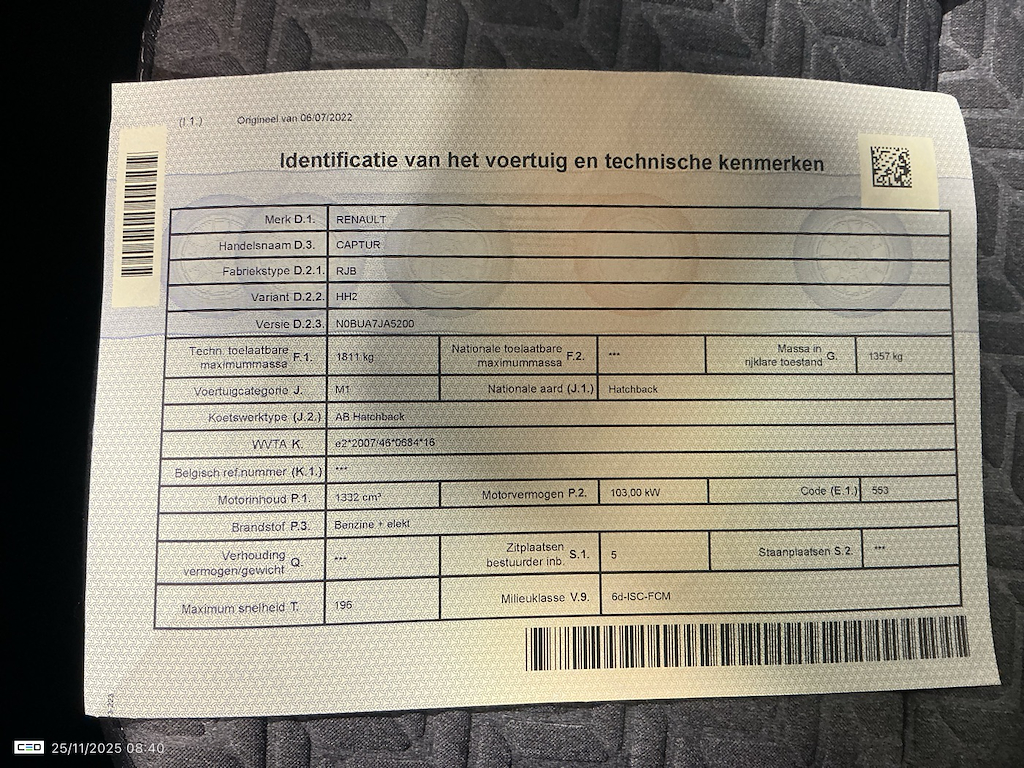 (I.1.) Origineel van 06/07/2022
Identificatie van het voertuig en technische kenmerken
Merk D.1. RENAULT
Handelsnaam D.3. CAPTUR
Fabriekstype D.2.1. RJB
Variant D.2.2. HH2
Versie D.2.3. N0BUA7JA5200
Techn. toelaatbare maximummassa F.1. 1811 kg Nationale toelaatbare maximummassa F.2. *** Massa in rijklare toestand G. 1357 kg
Voertuigcategorie J. M1 Nationale aard (J.1.) Hatchback
Koetswerktype (J.2.) AB Hatchback
WVTA K. e2*2007/46*0684*16
Belgisch ref.nummer (K.1.) ***
Motorinhoud P.1. 1332 cm³ Motorvermogen P.2. 103,00 kW Code (E.1.) 553
Brandstof P.3. Benzine + elekt
Verhouding vermogen/gewicht Q. *** Zitplaatsen bestuurder inb. S.1. 5 Staanplaatsen S.2. ***
Maximum snelheid T. 196 Milieuklasse V.9. 6d-ISC-FCM
25/11/2025 08:40